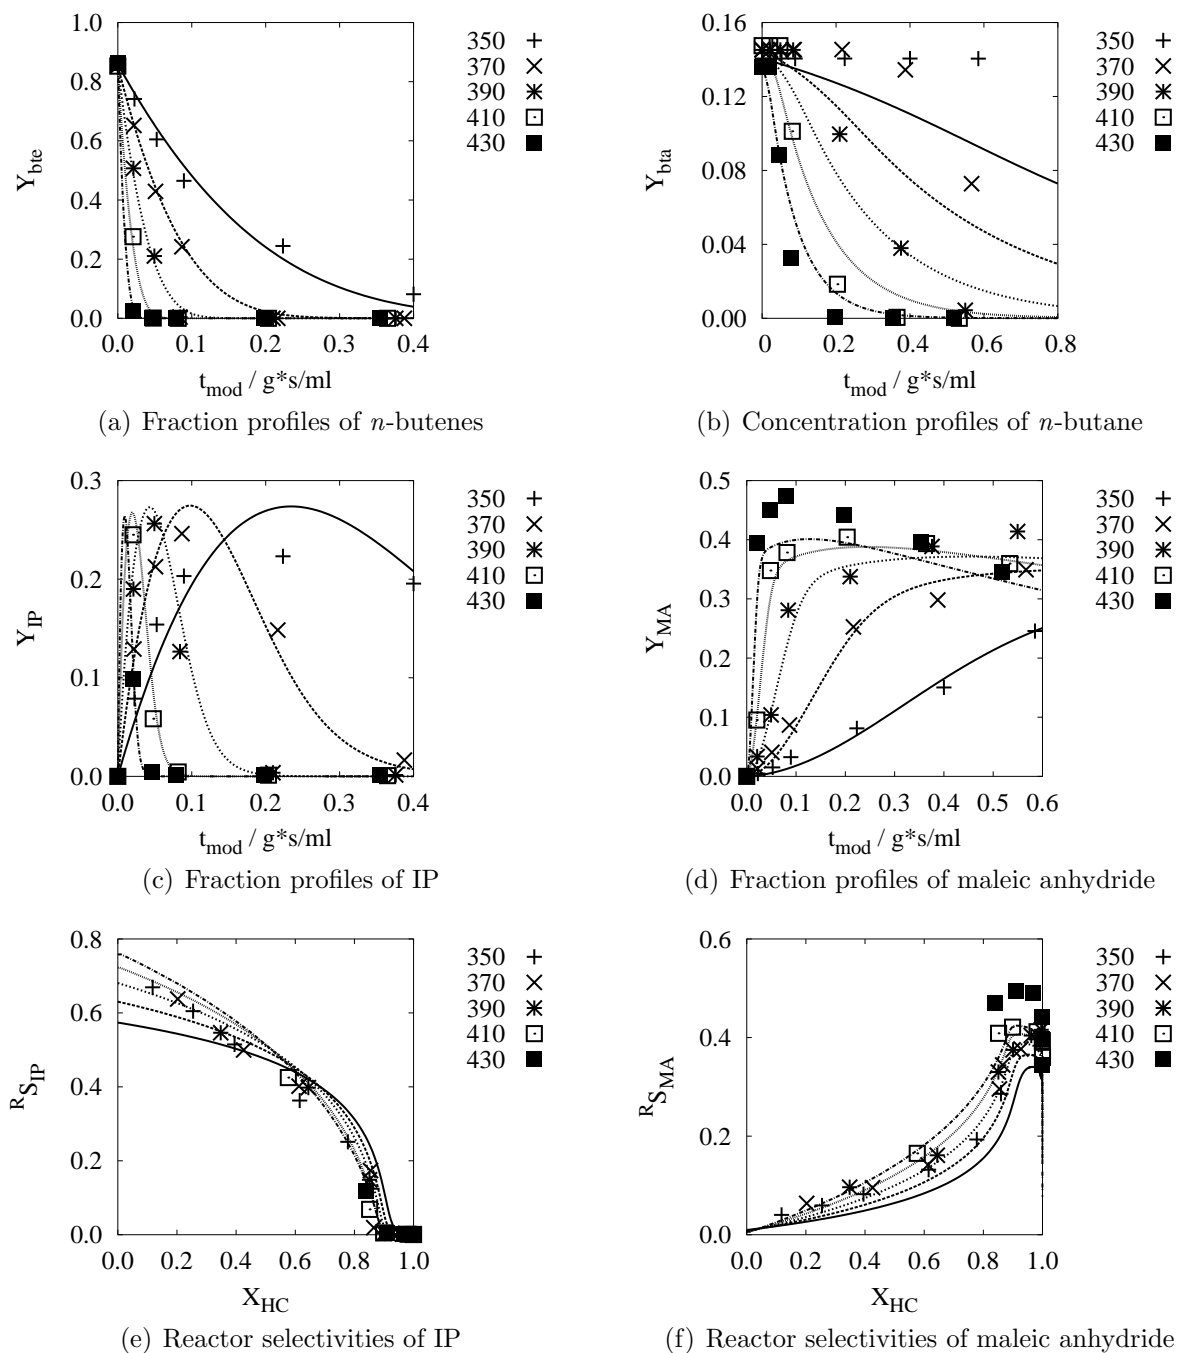 1.0
0.8
0.6
0.4
0.2
0.0
Y_bte
0.0 0.1 0.2 0.3 0.4
t_mod / g*s/ml
350
370
390
410
430
(a) Fraction profiles of n-butenes
0.16
0.12
0.08
0.04
0.00
Y_bta
0 0.2 0.4 0.6 0.8
t_mod / g*s/ml
350
370
390
410
430
(b) Concentration profiles of n-butane
0.3
0.2
0.1
0.0
Y_IP
0.0 0.1 0.2 0.3 0.4
t_mod / g*s/ml
350
370
390
410
430
(c) Fraction profiles of IP
0.5
0.4
0.3
0.2
0.1
0.0
Y_MA
0.0 0.1 0.2 0.3 0.4 0.5 0.6
t_mod / g*s/ml
350
370
390
410
430
(d) Fraction profiles of maleic anhydride
0.8
0.6
0.4
0.2
0.0
^R S_IP
0.0 0.2 0.4 0.6 0.8 1.0
X_HC
350
370
390
410
430
(e) Reactor selectivities of IP
0.6
0.4
0.2
0.0
^R S_MA
0.0 0.2 0.4 0.6 0.8 1.0
X_HC
350
370
390
410
430
(f) Reactor selectivities of maleic anhydride